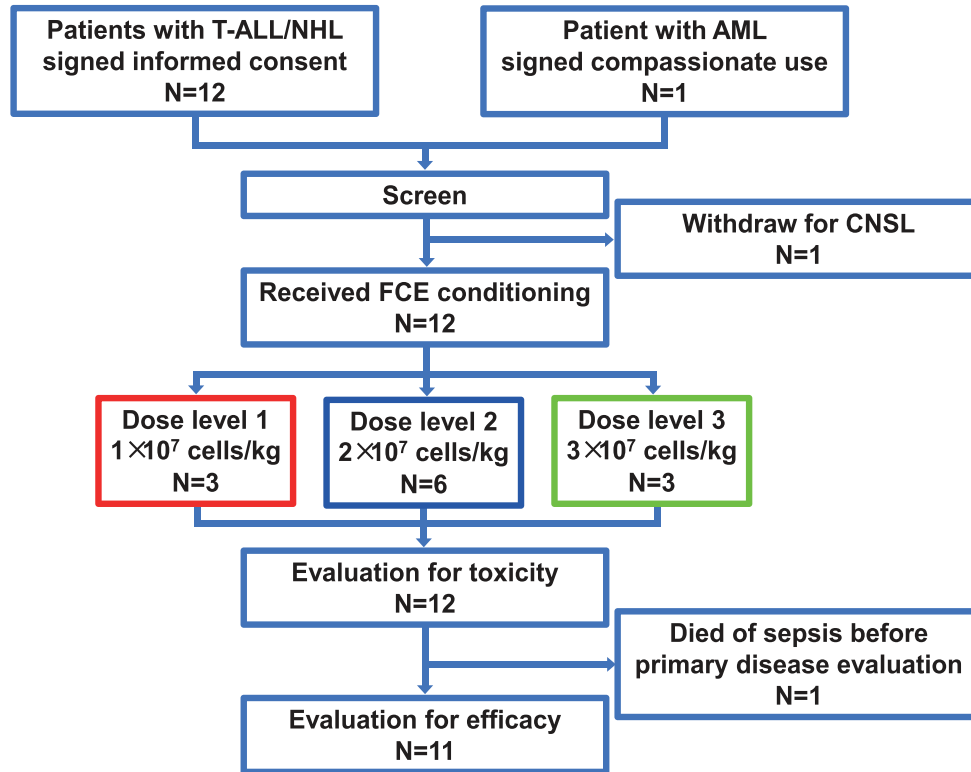 Patients with T-ALL/NHL
signed informed consent
N=12
Patient with AML
signed compassionate use
N=1
Screen
Withdraw for CNSL
N=1
Received FCE conditioning
N=12
Dose level 1
1×10⁷ cells/kg
N=3
Dose level 2
2×10⁷ cells/kg
N=6
Dose level 3
3×10⁷ cells/kg
N=3
Evaluation for toxicity
N=12
Died of sepsis before
primary disease evaluation
N=1
Evaluation for efficacy
N=11